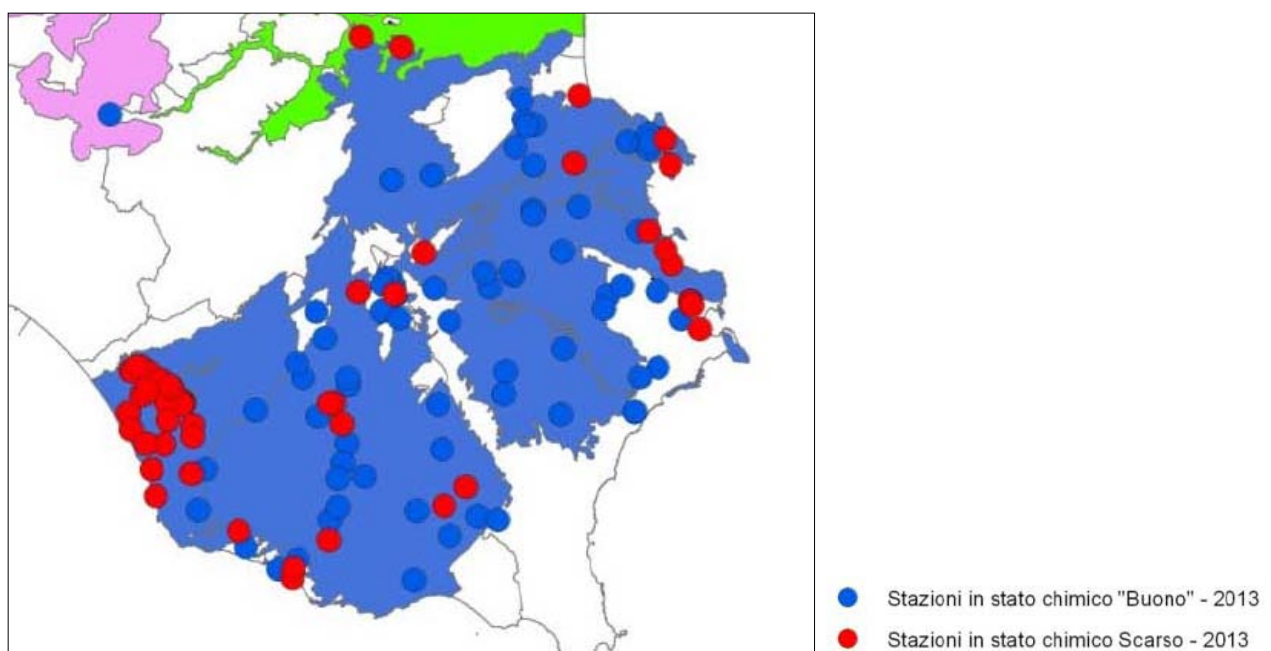 Stazioni in stato chimico "Buono" - 2013
Stazioni in stato chimico Scarso - 2013